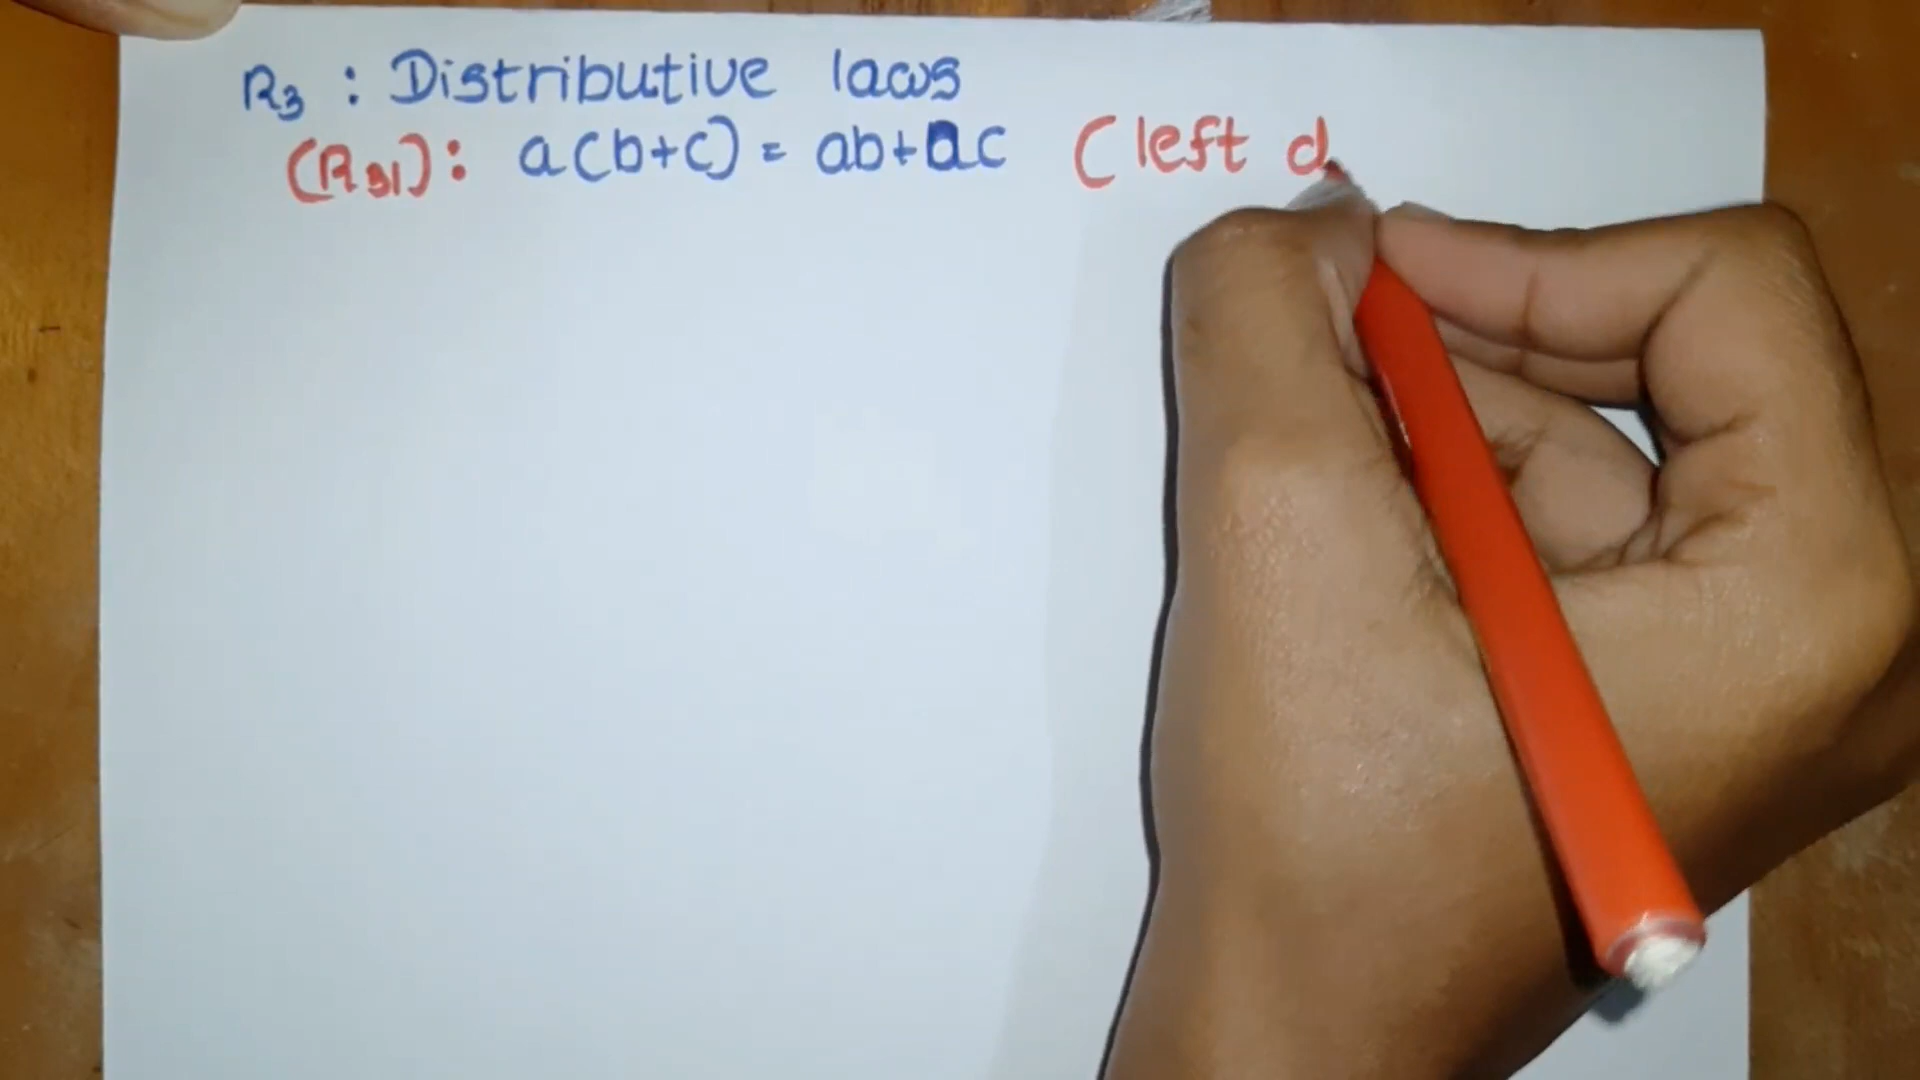 R3 : Distributive laws
(R31): a(b+c) = ab+ac (left d